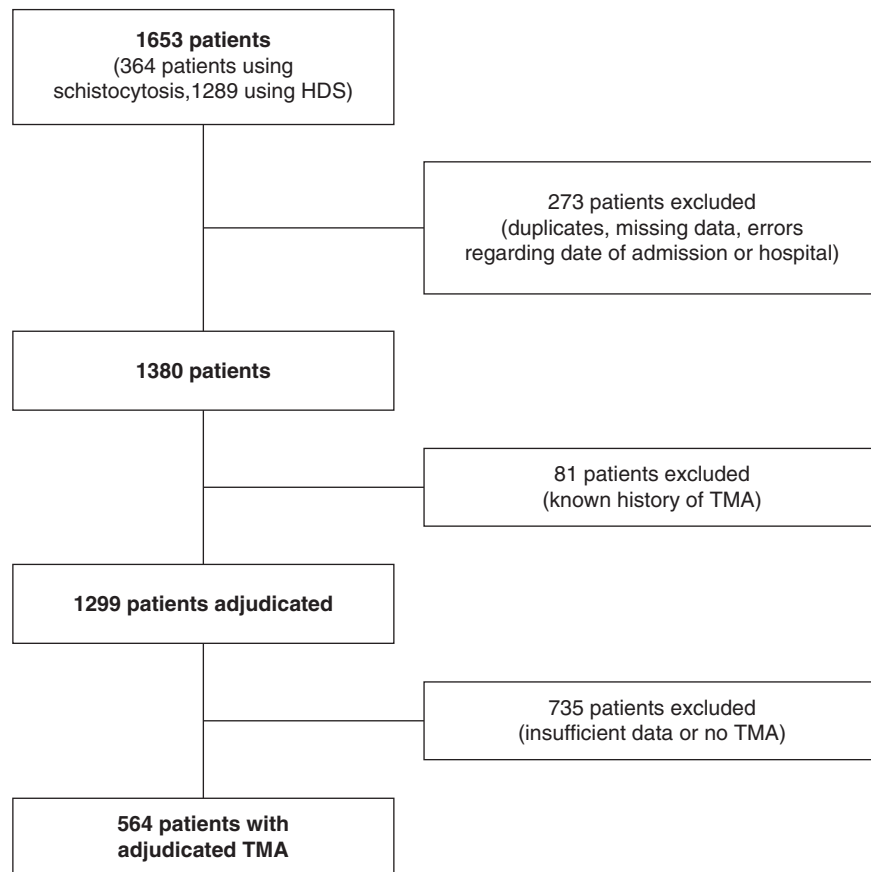 1653 patients
(364 patients using
schistocytosis,1289 using HDS)
273 patients excluded
(duplicates, missing data, errors
regarding date of admission or hospital)
1380 patients
81 patients excluded
(known history of TMA)
1299 patients adjudicated
735 patients excluded
(insufficient data or no TMA)
564 patients with
adjudicated TMA